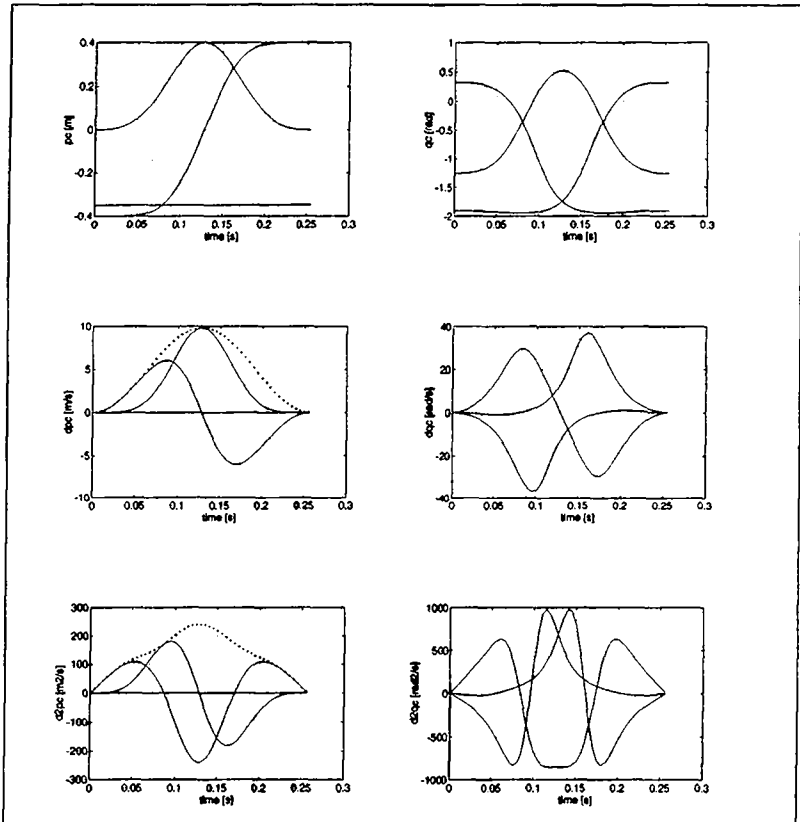 pc [m]
0.4
0.2
0
-0.2
-0.4
0 0.05 0.1 0.15 0.2 0.25 0.3
time [s]
qc [rad]
1
0.5
0
-0.5
-1
-1.5
-2
0 0.05 0.1 0.15 0.2 0.25 0.3
time [s]
dpc [m/s]
10
5
0
-5
-10
0 0.05 0.1 0.15 0.2 0.25 0.3
time [s]
dqc [rad/s]
40
20
0
-20
-40
0 0.05 0.1 0.15 0.2 0.25 0.3
time [s]
d2pc [m2/s]
300
200
100
0
-100
-200
-300
0 0.05 0.1 0.15 0.2 0.25 0.3
time [s]
d2qc [rad2/s]
1000
500
0
-500
-1000
0 0.05 0.1 0.15 0.2 0.25 0.3
time [s]